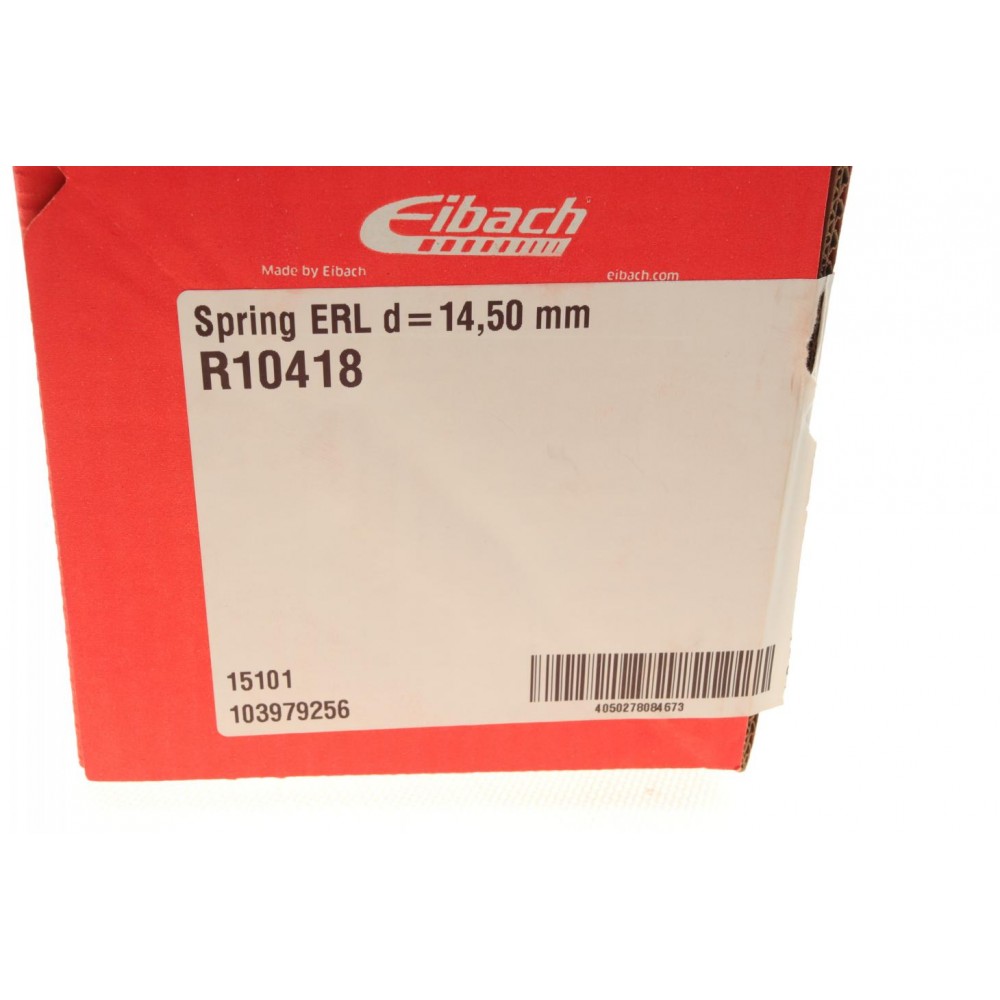 Eibach
Made by Eibach
eibach.com
Spring ERL d=14,50 mm
R10418
15101
103979256
4050278084673